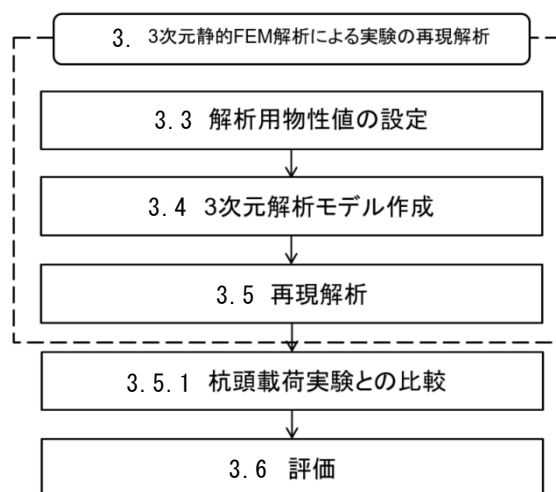 3. 3次元静的FEM解析による実験の再現解析
3.3 解析用物性値の設定
3.4 3次元解析モデル作成
3.5 再現解析
3.5.1 杭頭載荷実験との比較
3.6 評価